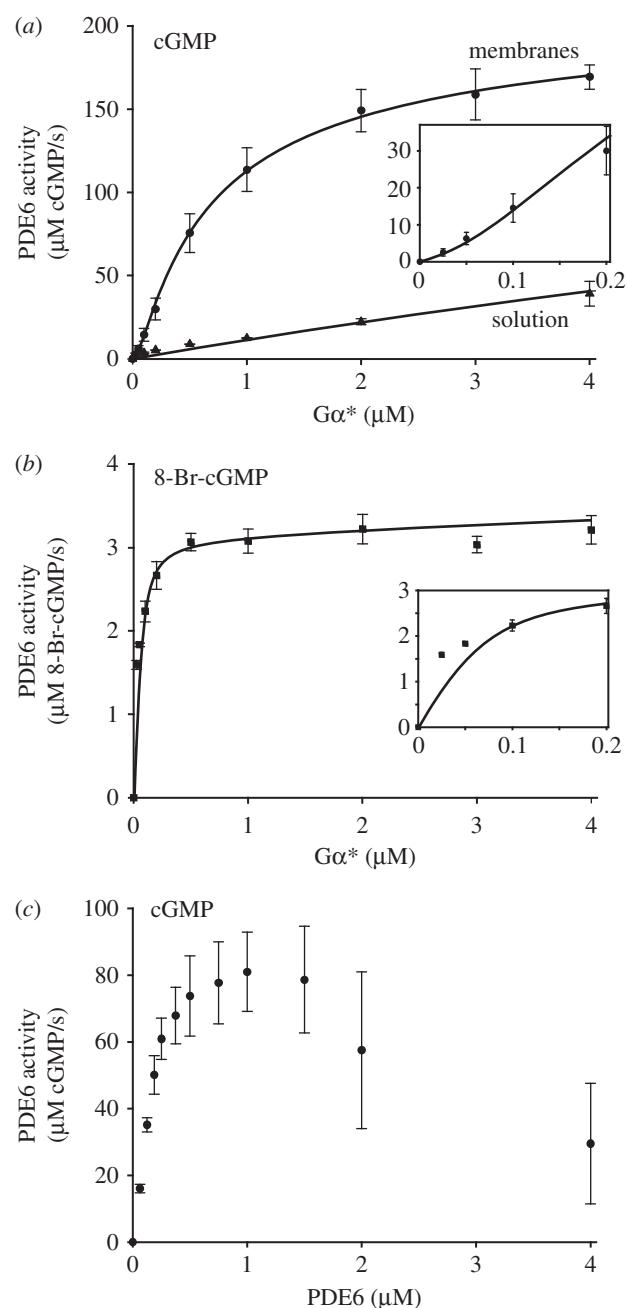 (a)
cGMP
membranes
solution
200
150
100
50
0
PDE6 activity
(μM cGMP/s)
30
20
10
0
0
0.1
0.2
0
1
2
3
4
Gα* (μM)
(b)
8-Br-cGMP
4
3
2
1
0
PDE6 activity
(μM 8-Br-cGMP/s)
3
2
1
0
0
0.1
0.2
0
1
2
3
4
Gα* (μM)
(c)
cGMP
100
80
60
40
20
0
PDE6 activity
(μM cGMP/s)
0
1
2
3
4
PDE6 (μM)